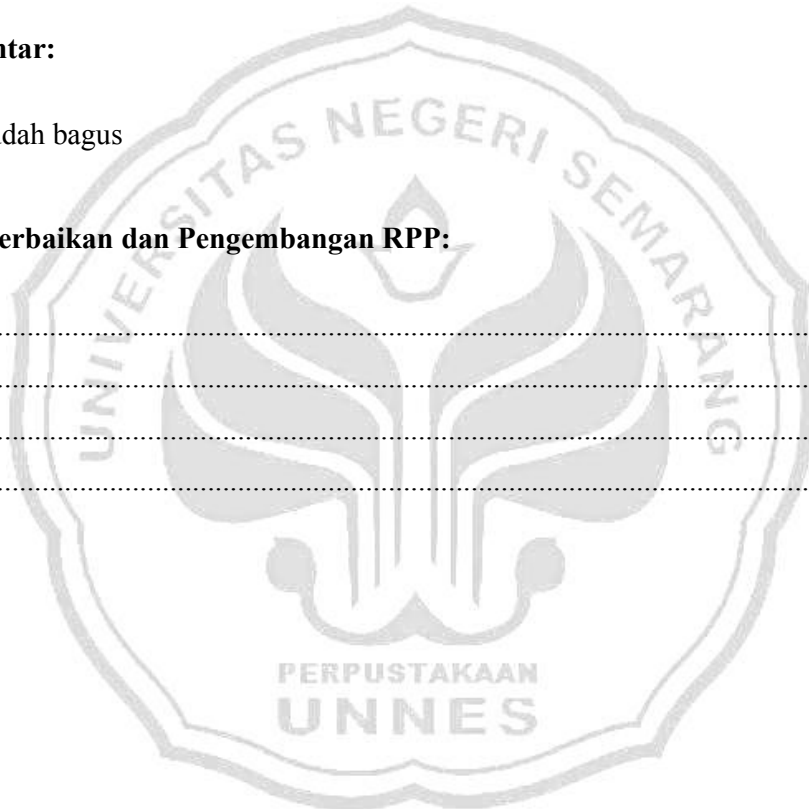 ntar:
dah bagus
erbaikan dan Pengembangan RPP:
................................................................................
................................................................................
................................................................................
................................................................................
UNIVERSITAS NEGERI SEMARANG
PERPUSTAKAAN
UNNES